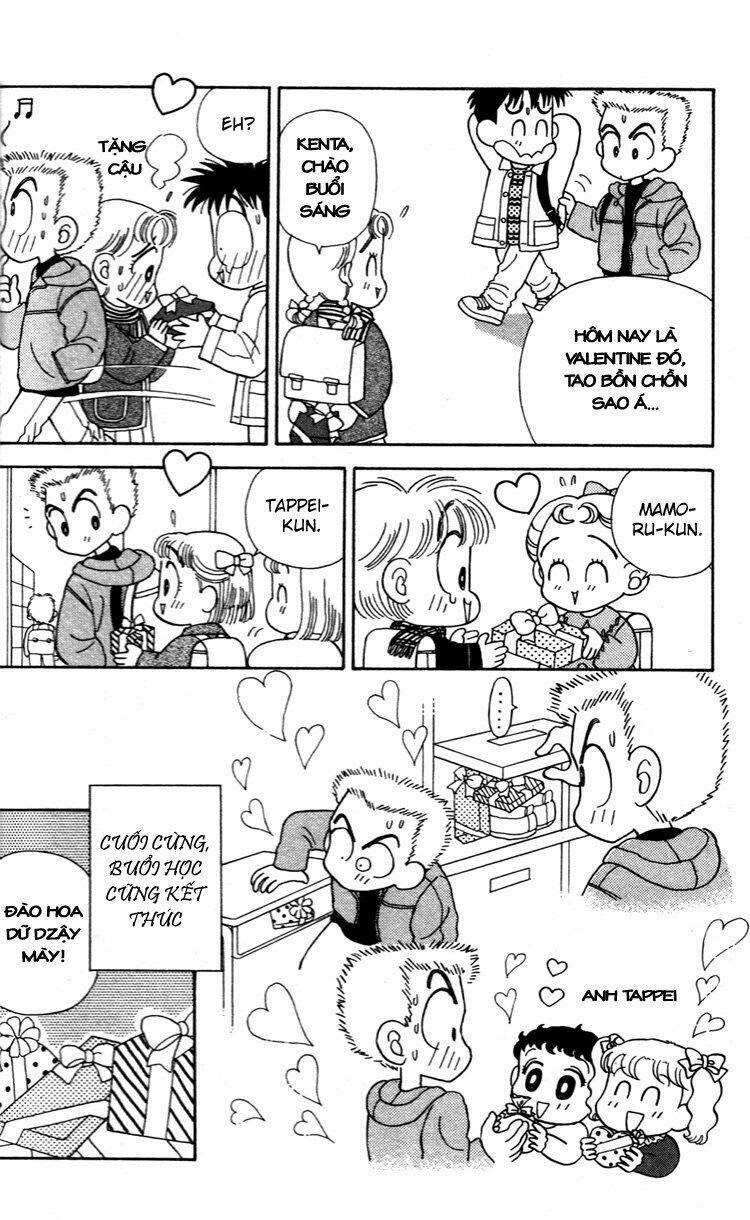 HÔM NAY LÀ
VALENTINE ĐÓ,
TAO BỒN CHỒN
SAO Á...
KENTA,
CHÀO
BUỔI
SÁNG
EH?
TẶNG
CẬU
MAMO-
RU-KUN.
TAPPEI-
KUN.
......
ANH TAPPEI
CUỐI CÙNG,
BUỔI HỌC
CŨNG KẾT
THÚC
ĐÀO HOA
DỮ DZẬY
MÀY!